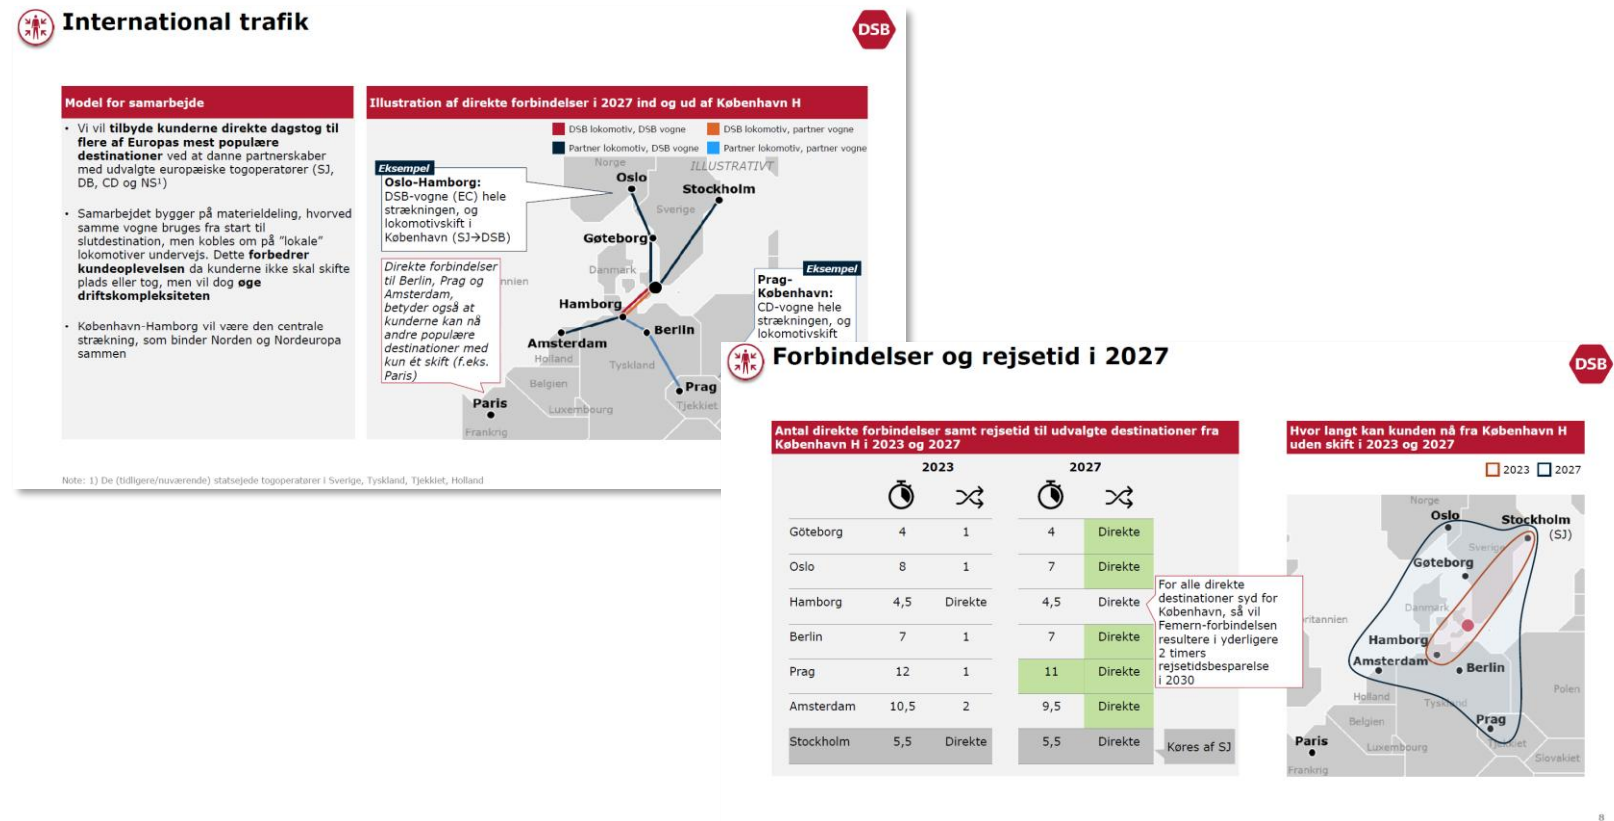 International trafik
DSB
Model for samarbejde
• Vi vil tilbyde kunderne direkte dagstog til
flere af Europas mest populære
destinationer ved at danne partnerskaber
med udvalgte europæiske togoperatører (SJ,
DB, CD og NS¹)
• Samarbejdet bygger på materieldeling, hvorved
samme vogne bruges fra start til
slutdestination, men kobles om på ”lokale”
lokomotiver undervejs. Dette forbedrer
kundeoplevelsen da kunderne ikke skal skifte
plads eller tog, men vil dog øge
driftskompleksiteten
• København-Hamborg vil være den centrale
strækning, som binder Norden og Nordeuropa
sammen
Illustration af direkte forbindelser i 2027 ind og ud af København H
DSB lokomotiv, DSB vogne
DSB lokomotiv, partner vogne
Partner lokomotiv, DSB vogne
Partner lokomotiv, partner vogne
ILLUSTRATIVT
Eksempel
Oslo-Hamborg:
DSB-vogne (EC) hele
strækningen, og
lokomotivskift i
København (SJ→DSB)
Direkte forbindelser
til Berlin, Prag og
Amsterdam,
betyder også at
kunderne kan nå
andre populære
destinationer med
kun ét skift (f.eks.
Paris)
Norge
Oslo
Stockholm
Sverige
Gøteborg
Danmark
nnien
Hamborg
Berlin
Amsterdam
Holland
Tyskland
Belgien
Prag
Paris
Luxembourg
Tjekkiet
Frankrig
Eksempel
Prag-
København:
CD-vogne hele
strækningen, og
lokomotivskift
Note: 1) De (tidligere/nuværende) statsejede togoperatører i Sverige, Tyskland, Tjekkiet, Holland
Forbindelser og rejsetid i 2027
DSB
Antal direkte forbindelser samt rejsetid til udvalgte destinationer fra
København H i 2023 og 2027
2023 2027
Göteborg 4 1 4 Direkte
Oslo 8 1 7 Direkte
Hamborg 4,5 Direkte 4,5 Direkte
Berlin 7 1 7 Direkte
Prag 12 1 11 Direkte
Amsterdam 10,5 2 9,5 Direkte
Stockholm 5,5 Direkte 5,5 Direkte
Køres af SJ
For alle direkte
destinationer syd for
København, så vil
Femern-forbindelsen
resultere i yderligere
2 timers
rejsetidsbesparelse
i 2030
Hvor langt kan kunden nå fra København H
uden skift i 2023 og 2027
2023 2027
Norge
Oslo
Stockholm
(SJ)
Sverige
Gøteborg
Danmark
ritannien
Hamborg
Amsterdam
Berlin
Polen
Holland
Tyskland
Belgien
Prag
Paris
Luxembourg
Tjekkiet
Slovakiet
Frankrig
8